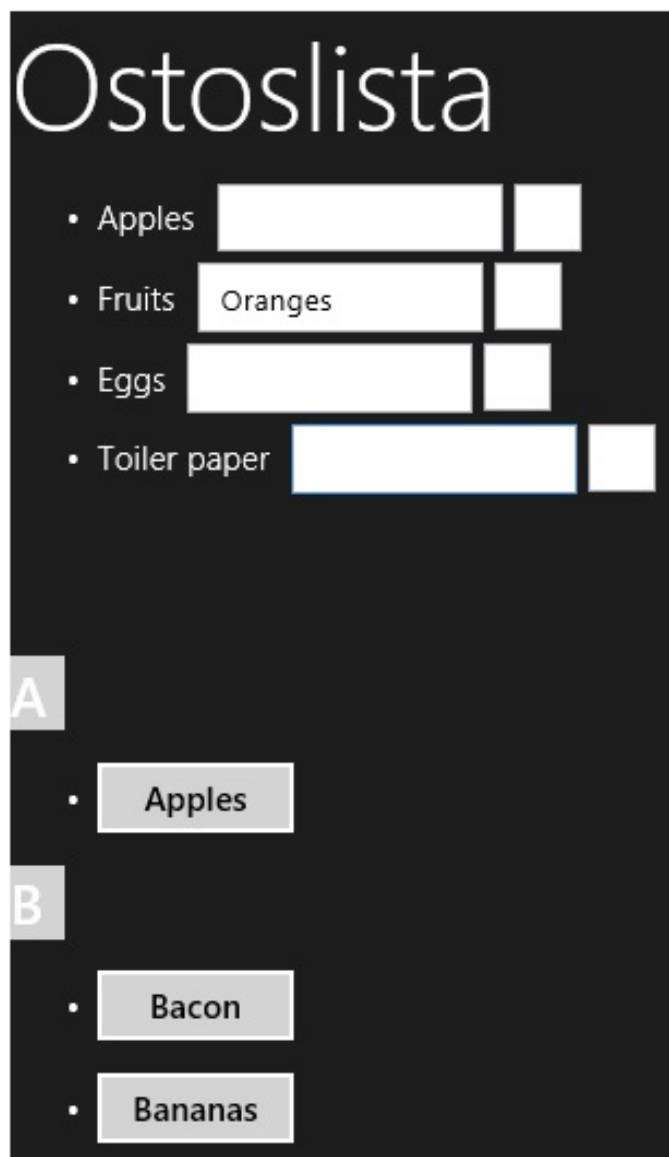 Ostoslista
• Apples
• Fruits Oranges
• Eggs
• Toiler paper
A
• Apples
B
• Bacon
• Bananas